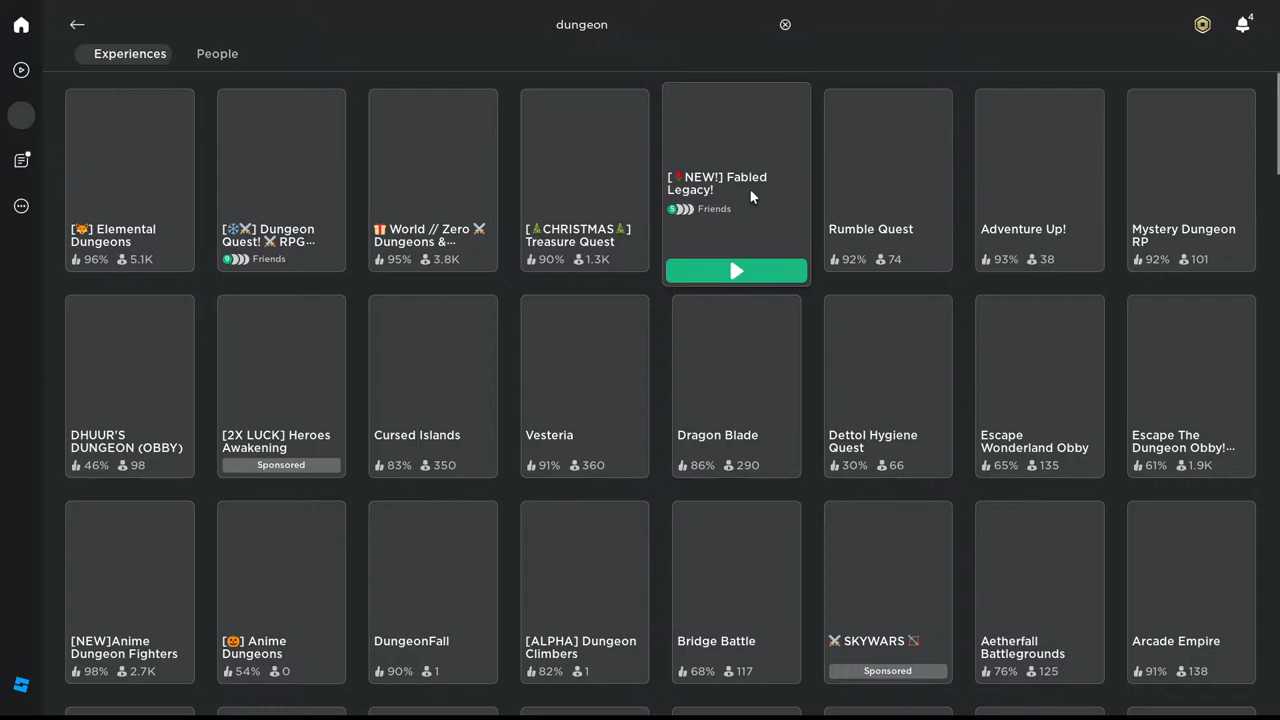 dungeon
4
Experiences
People
[🦊] Elemental
Dungeons
96% 5.1K
[❄️⚔️] Dungeon
Quest! ⚔️ RPG···
9 Friends
🎁 World // Zero ⚔️
Dungeons &···
95% 3.8K
[🎄CHRISTMAS🎄]
Treasure Quest
90% 1.3K
[🌹NEW!] Fabled
Legacy!
5 Friends
Rumble Quest
92% 74
Adventure Up!
93% 38
Mystery Dungeon
RP
92% 101
DHUUR'S
DUNGEON (OBBY)
46% 98
[2X LUCK] Heroes
Awakening
Sponsored
Cursed Islands
83% 350
Vesteria
91% 360
Dragon Blade
86% 290
Dettol Hygiene
Quest
30% 66
Escape
Wonderland Obby
65% 135
Escape The
Dungeon Obby!···
61% 1.9K
[NEW]Anime
Dungeon Fighters
98% 2.7K
[🎃] Anime
Dungeons
54% 0
DungeonFall
90% 1
[ALPHA] Dungeon
Climbers
82% 1
Bridge Battle
68% 117
⚔️ SKYWARS 🏹
Sponsored
Aetherfall
Battlegrounds
76% 125
Arcade Empire
91% 138